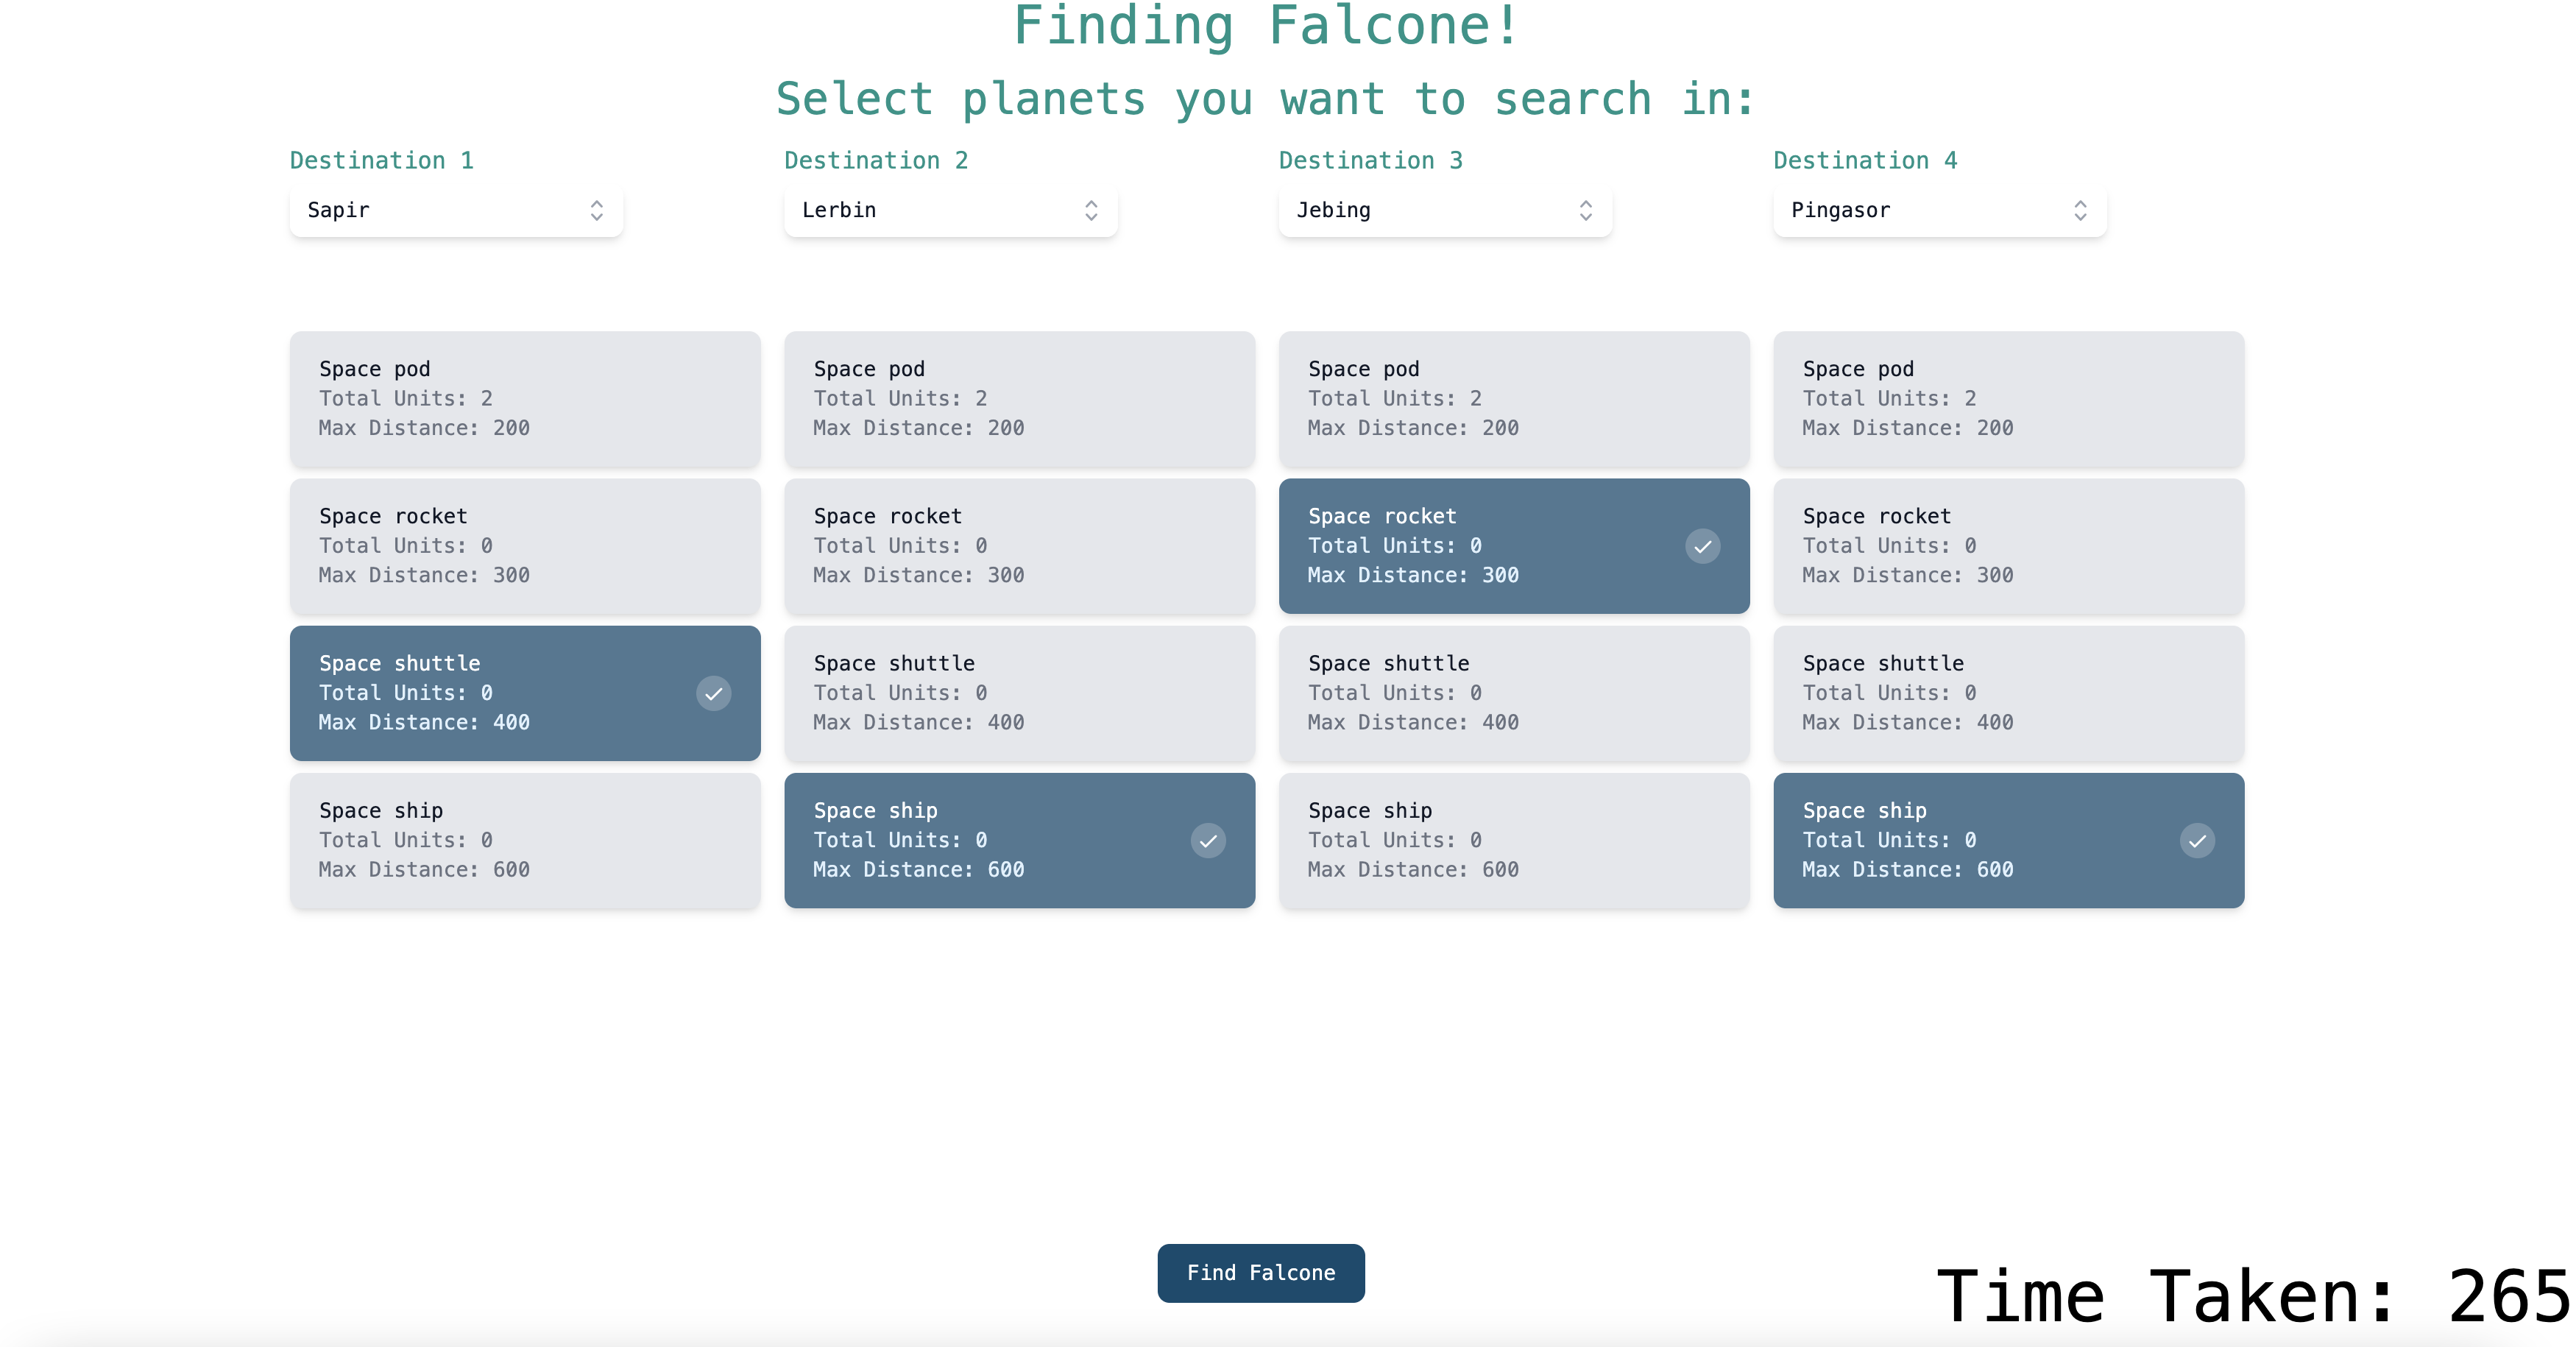 Finding Falcone!
Select planets you want to search in:
Destination 1
Sapir
Destination 2
Lerbin
Destination 3
Jebing
Destination 4
Pingasor
Space pod
Total Units: 2
Max Distance: 200
Space rocket
Total Units: 0
Max Distance: 300
Space shuttle
Total Units: 0
Max Distance: 400
Space ship
Total Units: 0
Max Distance: 600
Space pod
Total Units: 2
Max Distance: 200
Space rocket
Total Units: 0
Max Distance: 300
Space shuttle
Total Units: 0
Max Distance: 400
Space ship
Total Units: 0
Max Distance: 600
Space pod
Total Units: 2
Max Distance: 200
Space rocket
Total Units: 0
Max Distance: 300
Space shuttle
Total Units: 0
Max Distance: 400
Space ship
Total Units: 0
Max Distance: 600
Space pod
Total Units: 2
Max Distance: 200
Space rocket
Total Units: 0
Max Distance: 300
Space shuttle
Total Units: 0
Max Distance: 400
Space ship
Total Units: 0
Max Distance: 600
Find Falcone
Time Taken: 265